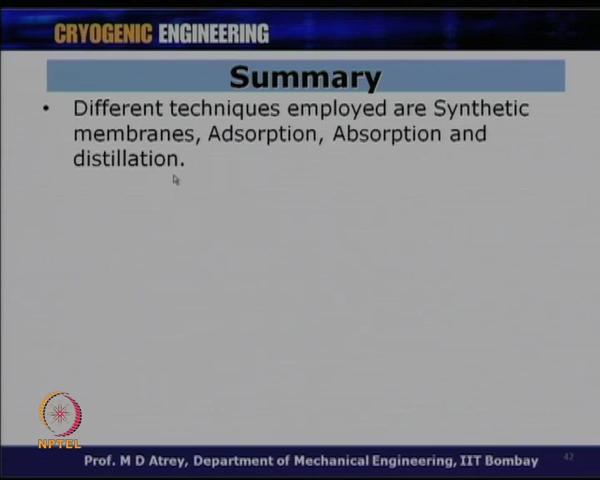 CRYOGENIC ENGINEERING
Summary
• Different techniques employed are Synthetic
membranes, Adsorption, Absorption and
distillation.
NPTEL
Prof. M D Atrey, Department of Mechanical Engineering, IIT Bombay
42